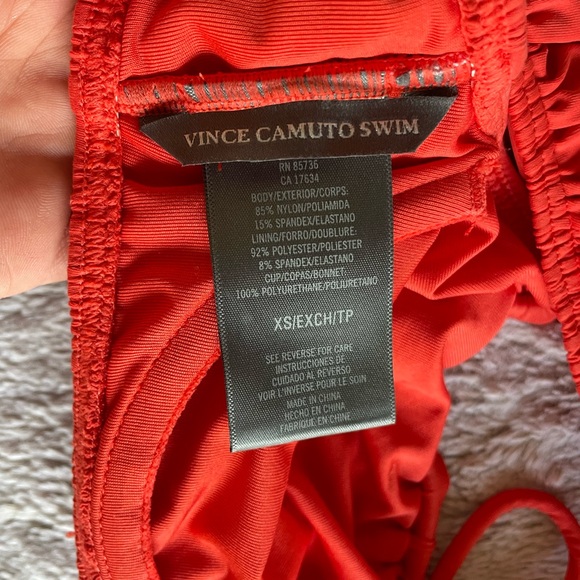 VINCE CAMUTO SWIM
RN 85736
CA 17634
BODY/EXTERIOR/CORPS:
85% NYLON/POLIAMIDA
15% SPANDEX/ELASTANO
LINING/FORRO/DOUBLURE:
92% POLYESTER/POLIESTER
8% SPANDEX/ELASTANO
CUP/COPAS/BONNET:
100% POLYURETHANE/POLIURETANO
XS/EXCH/TP
SEE REVERSE FOR CARE
INSTRUCCIONES DE
CUIDADO AL REVERSO
VOIR L'INVERSE POUR LE SOIN
MADE IN CHINA
HECHO EN CHINA
FABRIQUE EN CHINE